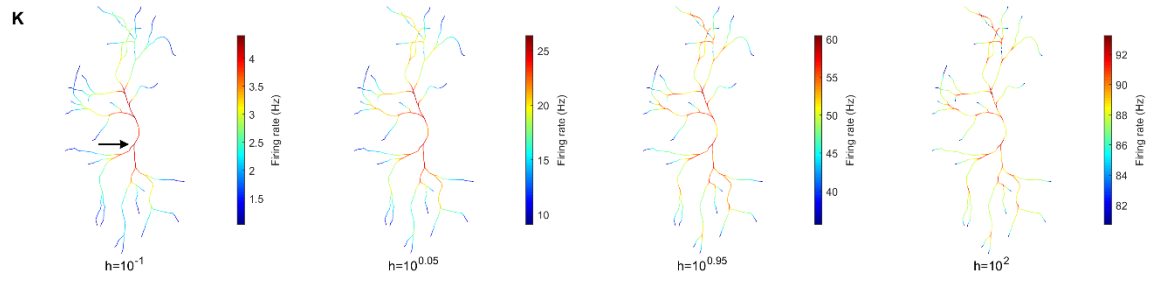 K
4
3.5
3
2.5
2
1.5
Firing rate (Hz)
h=10^-1
25
20
15
10
Firing rate (Hz)
h=10^0.05
60
55
50
45
40
Firing rate (Hz)
h=10^0.95
92
90
88
86
84
82
Firing rate (Hz)
h=10^2